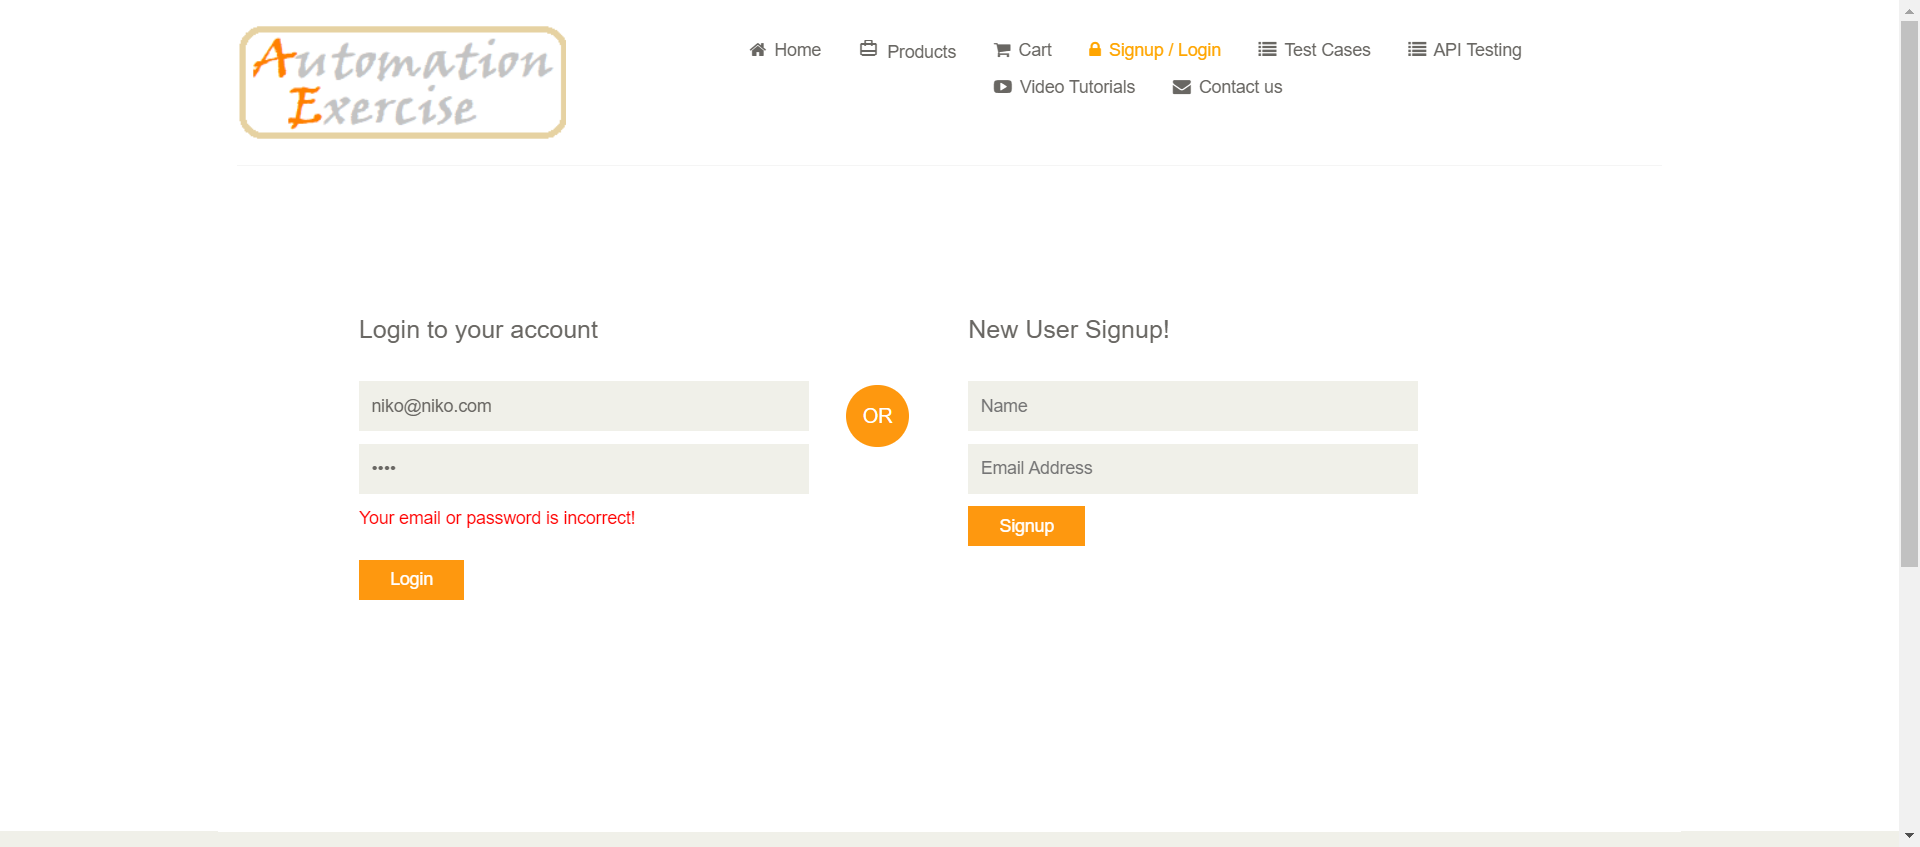 Automation
Exercise
Home
Products
Cart
Signup / Login
Test Cases
API Testing
Video Tutorials
Contact us
Login to your account
niko@niko.com
••••
Your email or password is incorrect!
Login
OR
New User Signup!
Name
Email Address
Signup